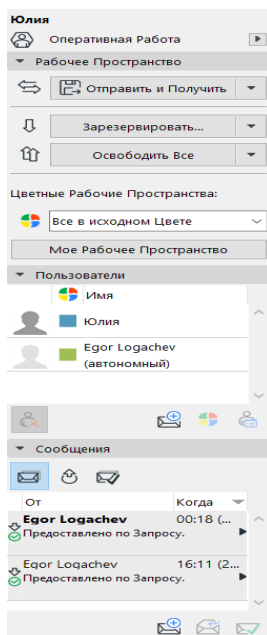 Юлия
Оперативная Работа
Рабочее Пространство
Отправить и Получить
Зарезервировать...
Освободить Все
Цветные Рабочие Пространства:
Все в исходном Цвете
Мое Рабочее Пространство
Пользователи
Имя
Юлия
Egor Logachev
(автономный)
Сообщения
От Когда
Egor Logachev 00:18 (...
Предоставлено по Запросу.
Egor Logachev 16:11 (2...
Предоставлено по Запросу.